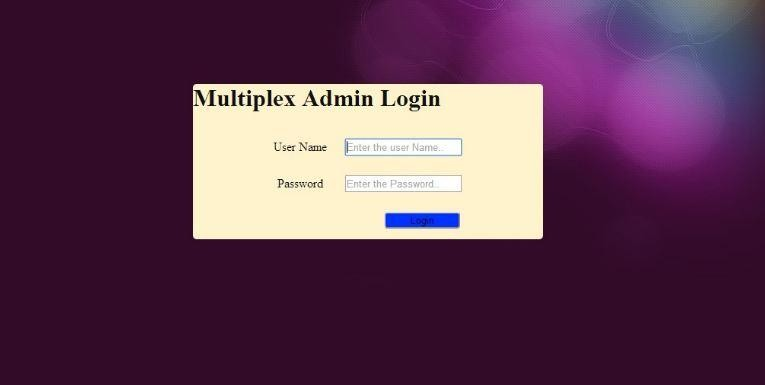 Multiplex Admin Login
User Name
Enter the user Name..
Password
Enter the Password..
Login